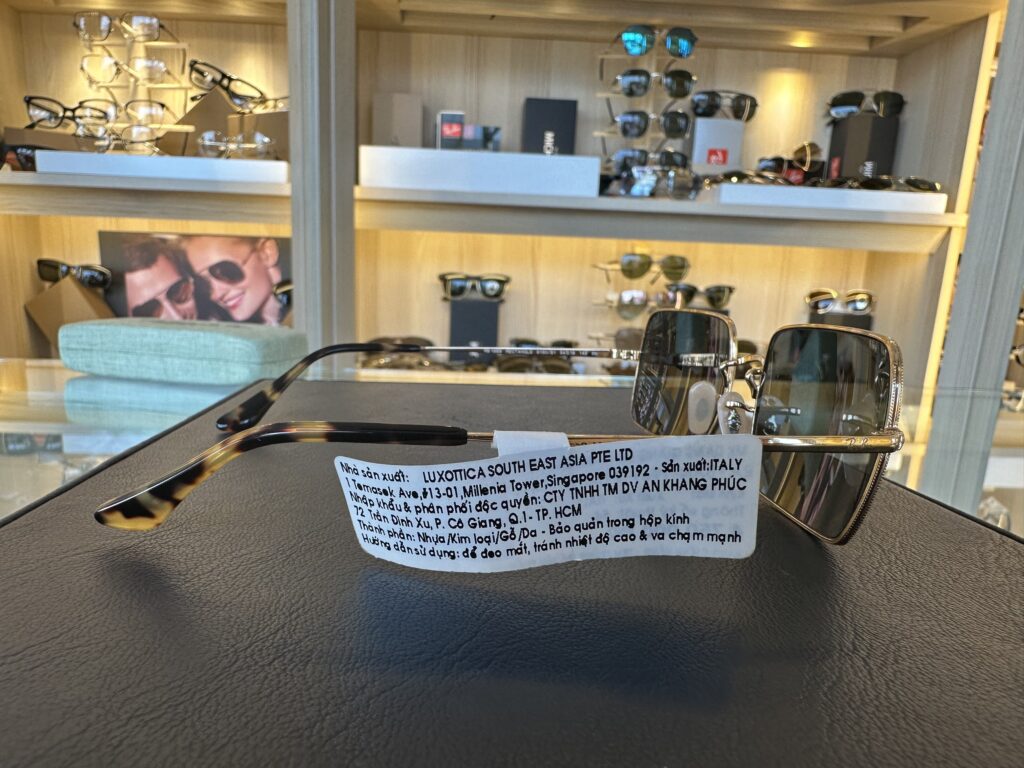 Nhà sản xuất: LUXOTTICA SOUTH EAST ASIA PTE LTD
1 Temasek Ave,#13-01,Millenia Tower,Singapore 039192 - Sản xuất:ITALY
Nhập khẩu & phân phối độc quyền: CTY TNHH TM DV AN KHANG PHÚC
72 Trần Đình Xu, P. Cô Giang, Q.1- TP. HCM
Thành phần: Nhựa/Kim loại/Gỗ/Da - Bảo quản trong hộp kính
Hướng dẫn sử dụng: để đeo mắt, tránh nhiệt độ cao & va chạm mạnh